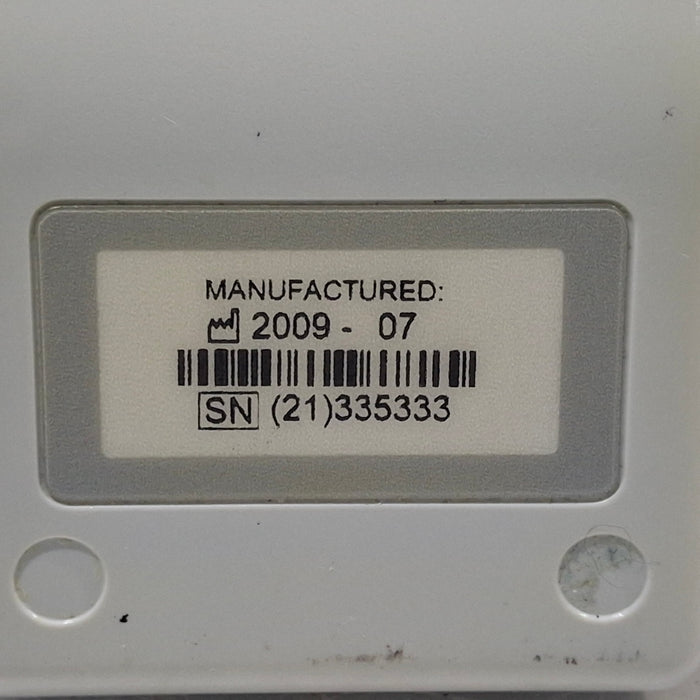 MANUFACTURED:
2009 - 07
SN (21)335333